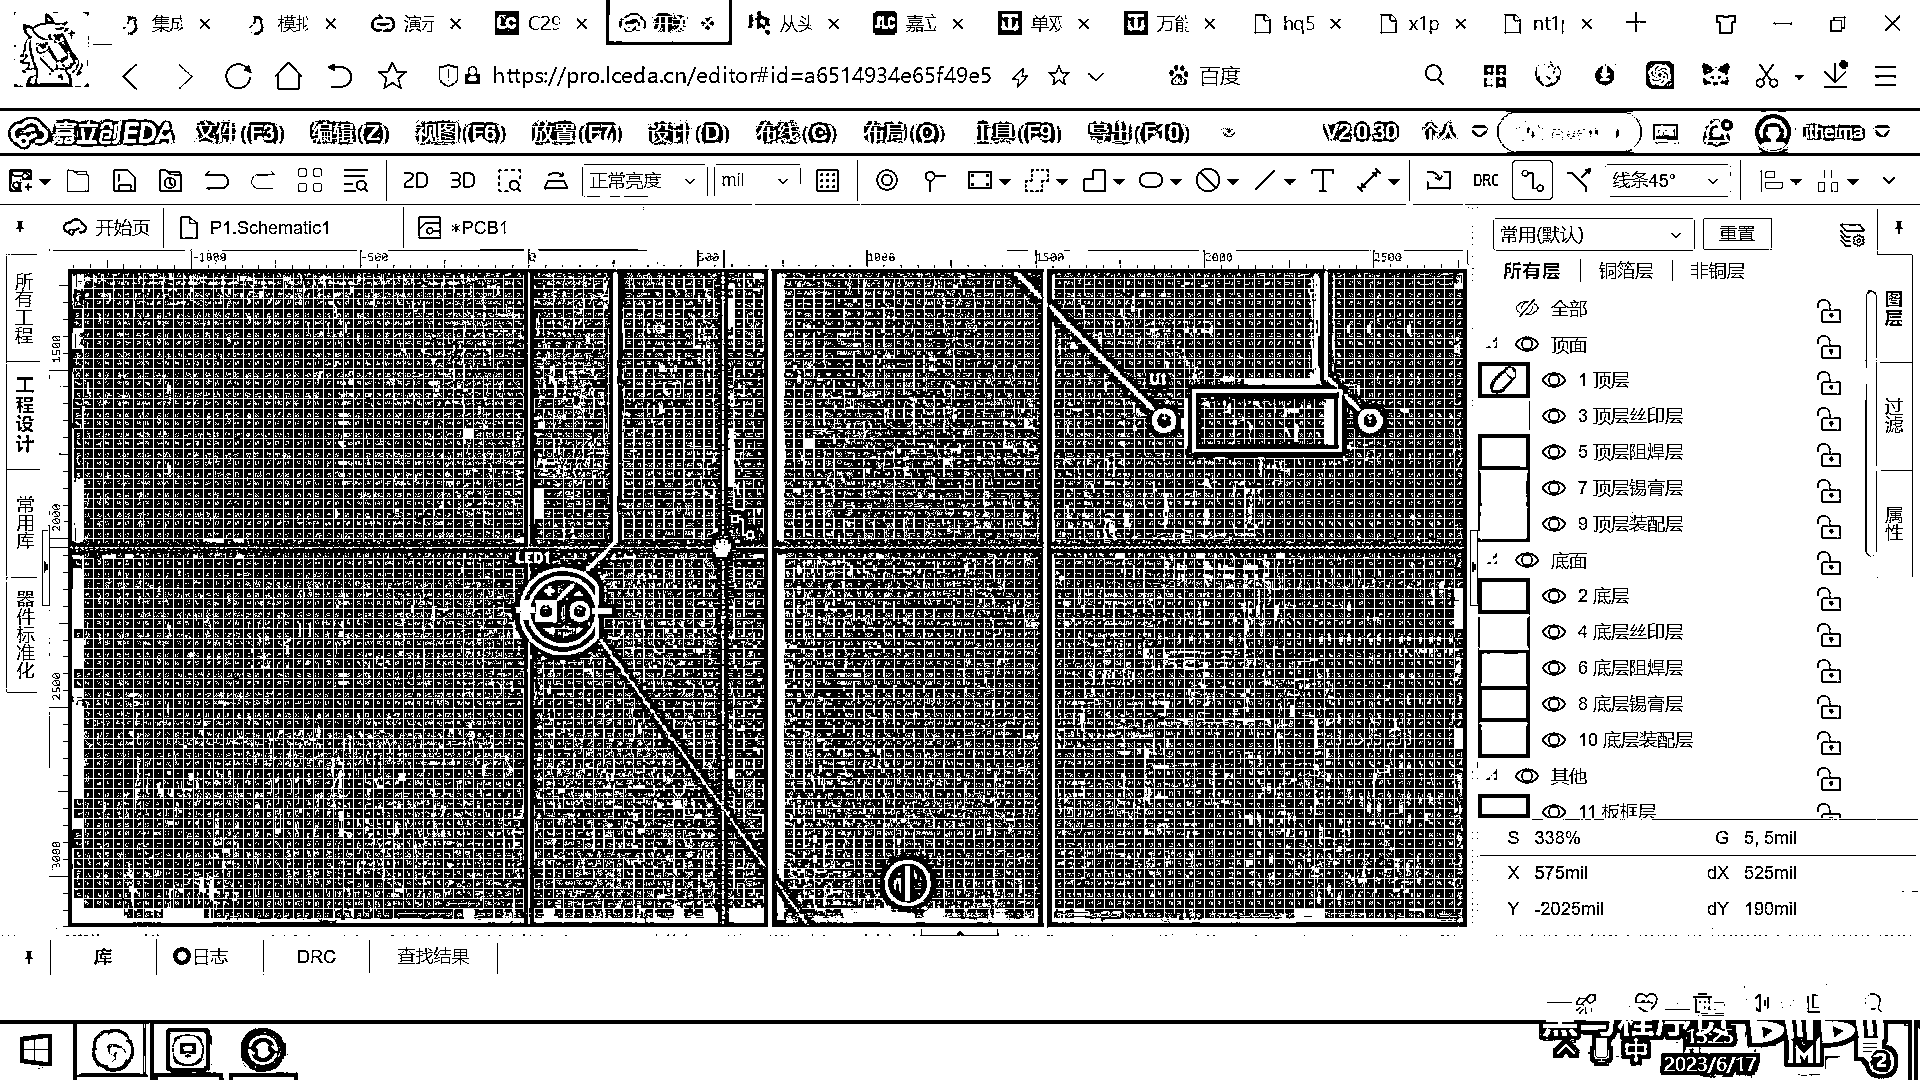 集成 模拟 演示 C29 开发 从头 嘉立 单双 万能 hq5 x1p nt1p
https://pro.lceda.cn/editor#id=a6514934e65f49e5 百度
嘉立创EDA 文件(F3) 编辑(Z) 视图(F6) 放置(F7) 设计(D) 布线(C) 布局(O) 工具(F9) 导出(F10) V2.0.30 个人 itheima
2D 3D 正常亮度 mil DRC 线条45°
开始页 P1.Schematic1 *PCB1
常用(默认) 重置
-1000 -500 0 500 1000 1500 2000 2500
所有层 铜箔层 非铜层
全部
顶面
1 顶层
3 顶层丝印层
5 顶层阻焊层
7 顶层锡膏层
9 顶层装配层
底面
2 底层
4 底层丝印层
6 底层阻焊层
8 底层锡膏层
10 底层装配层
其他
11 板框层
图层
过滤
属性
所有工程
工程设计
常用库
器件标准化
1500
2000
2500
3000
LED1
S 338% G 5, 5mil
X 575mil dX 525mil
Y -2025mil dY 190mil
库 日志 DRC 查找结果
黑马程序员
中 15:25
2023/6/17 2